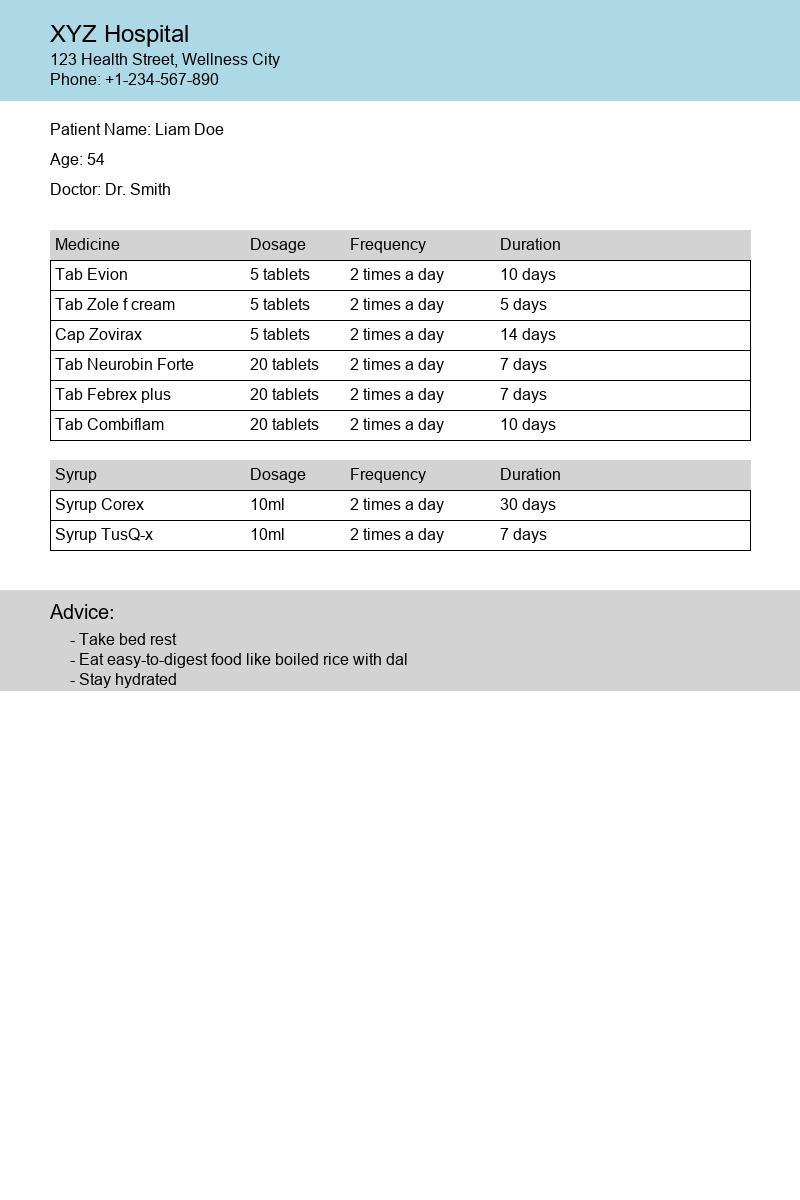 XYZ Hospital
123 Health Street, Wellness City
Phone: +1-234-567-890
Patient Name: Liam Doe
Age: 54
Doctor: Dr. Smith
Medicine Dosage Frequency Duration
Tab Evion 5 tablets 2 times a day 10 days
Tab Zole f cream 5 tablets 2 times a day 5 days
Cap Zovirax 5 tablets 2 times a day 14 days
Tab Neurobin Forte 20 tablets 2 times a day 7 days
Tab Febrex plus 20 tablets 2 times a day 7 days
Tab Combiflam 20 tablets 2 times a day 10 days
Syrup Dosage Frequency Duration
Syrup Corex 10ml 2 times a day 30 days
Syrup TusQ-x 10ml 2 times a day 7 days
Advice:
- Take bed rest
- Eat easy-to-digest food like boiled rice with dal
- Stay hydrated